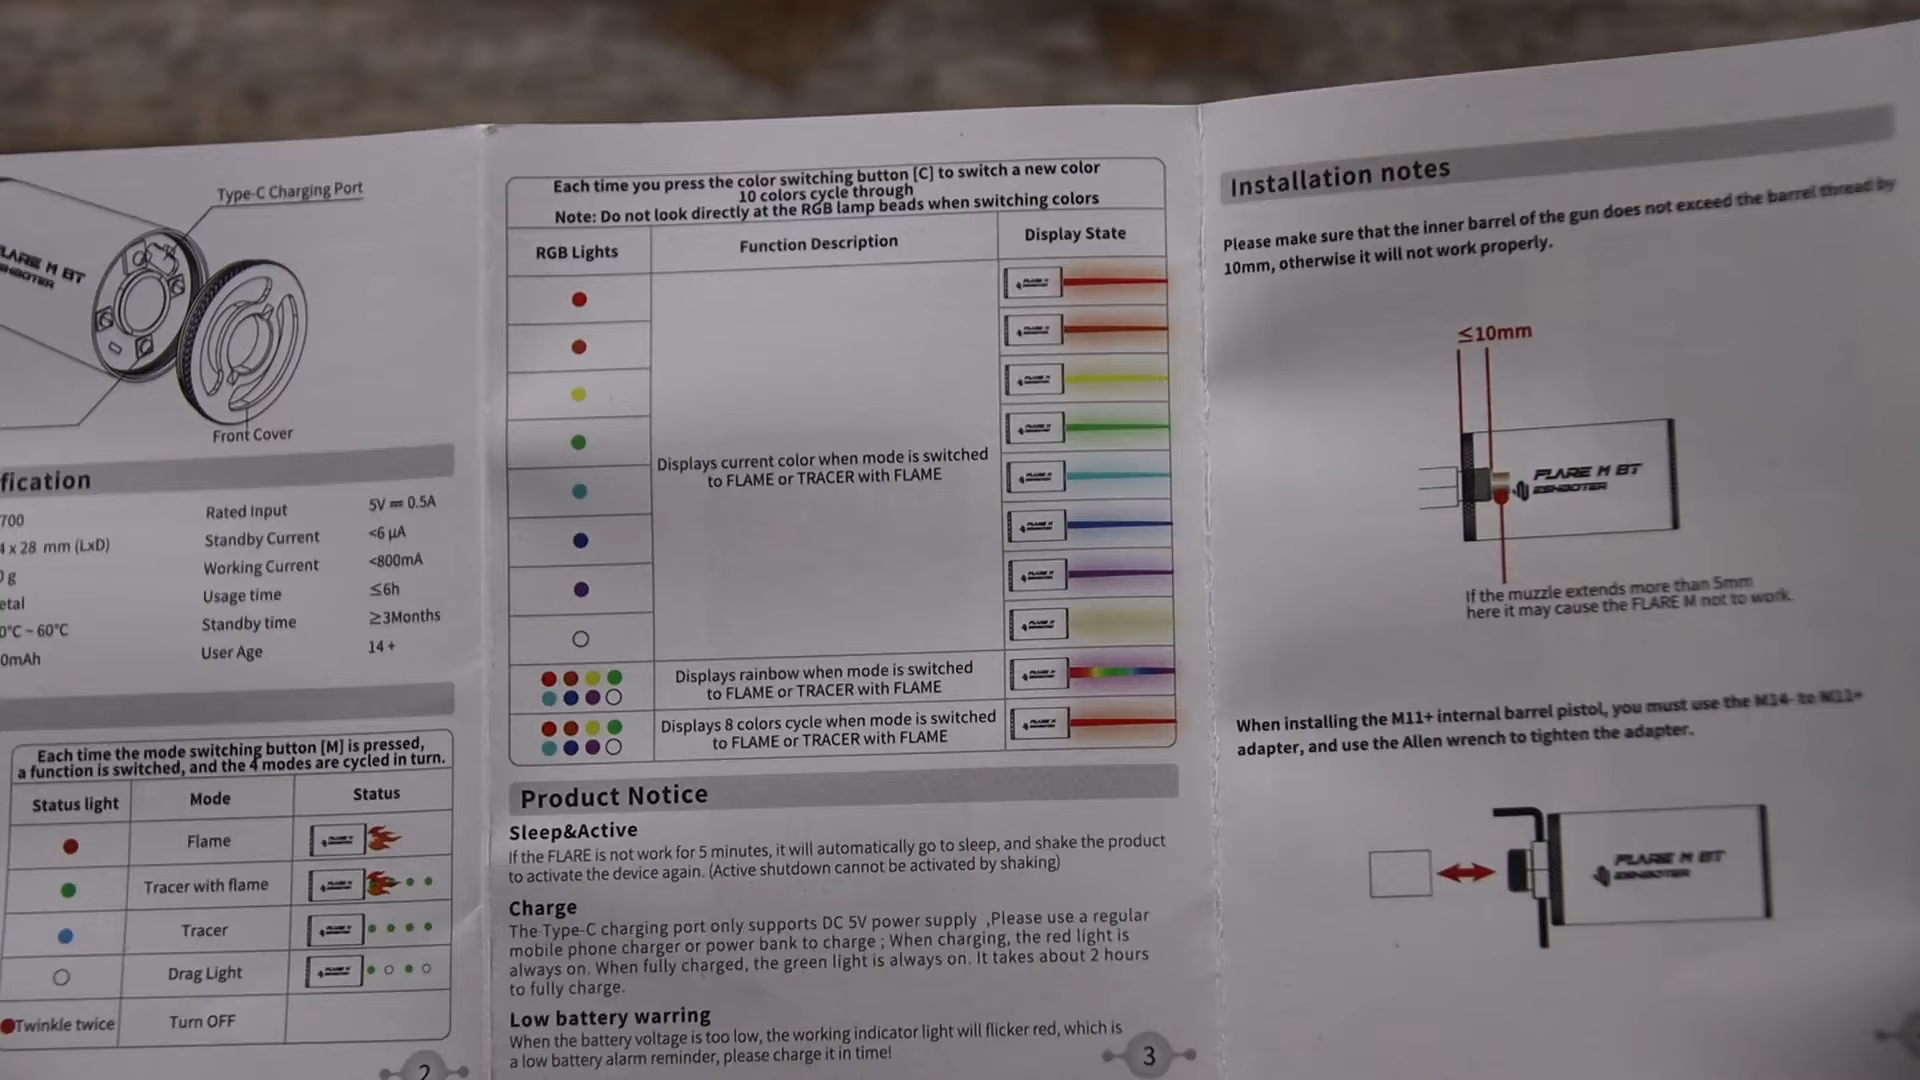 Type-C Charging Port
FLARE M BT
Front Cover
fication
700
Rated Input
5V
0.5A
4 x 28 mm (LxD)
Standby Current
<6 μA
0 g
Working Current
<800mA
etal
Usage time
≤6h
0°C ~ 60°C
Standby time
≥3Months
0mAh
User Age
14 +
Each time the mode switching button [M] is pressed,
a function is switched, and the 4 modes are cycled in turn.
Status light
Mode
Status
Flame
Tracer with flame
Tracer
Drag Light
Twinkle twice
Turn OFF
2
Each time you press the color switching button [C] to switch a new color
10 colors cycle through
Note: Do not look directly at the RGB lamp beads when switching colors
RGB Lights
Function Description
Display State
Displays current color when mode is switched
to FLAME or TRACER with FLAME
Displays rainbow when mode is switched
to FLAME or TRACER with FLAME
Displays 8 colors cycle when mode is switched
to FLAME or TRACER with FLAME
Product Notice
Sleep&Active
If the FLARE is not work for 5 minutes, it will automatically go to sleep, and shake the product
to activate the device again. (Active shutdown cannot be activated by shaking)
Charge
The Type-C charging port only supports DC 5V power supply ,Please use a regular
mobile phone charger or power bank to charge ; When charging, the red light is
always on. When fully charged, the green light is always on. It takes about 2 hours
to fully charge.
Low battery warring
When the battery voltage is too low, the working indicator light will flicker red, which is
a low battery alarm reminder, please charge it in time!
3
Installation notes
Please make sure that the inner barrel of the gun does not exceed the barrel thread by
10mm, otherwise it will not work properly.
≤10mm
FLARE M BT
If the muzzle extends more than 5mm
here it may cause the FLARE M not to work.
When installing the M11+ internal barrel pistol, you must use the M14- to M11+
adapter, and use the Allen wrench to tighten the adapter.
FLARE M BT